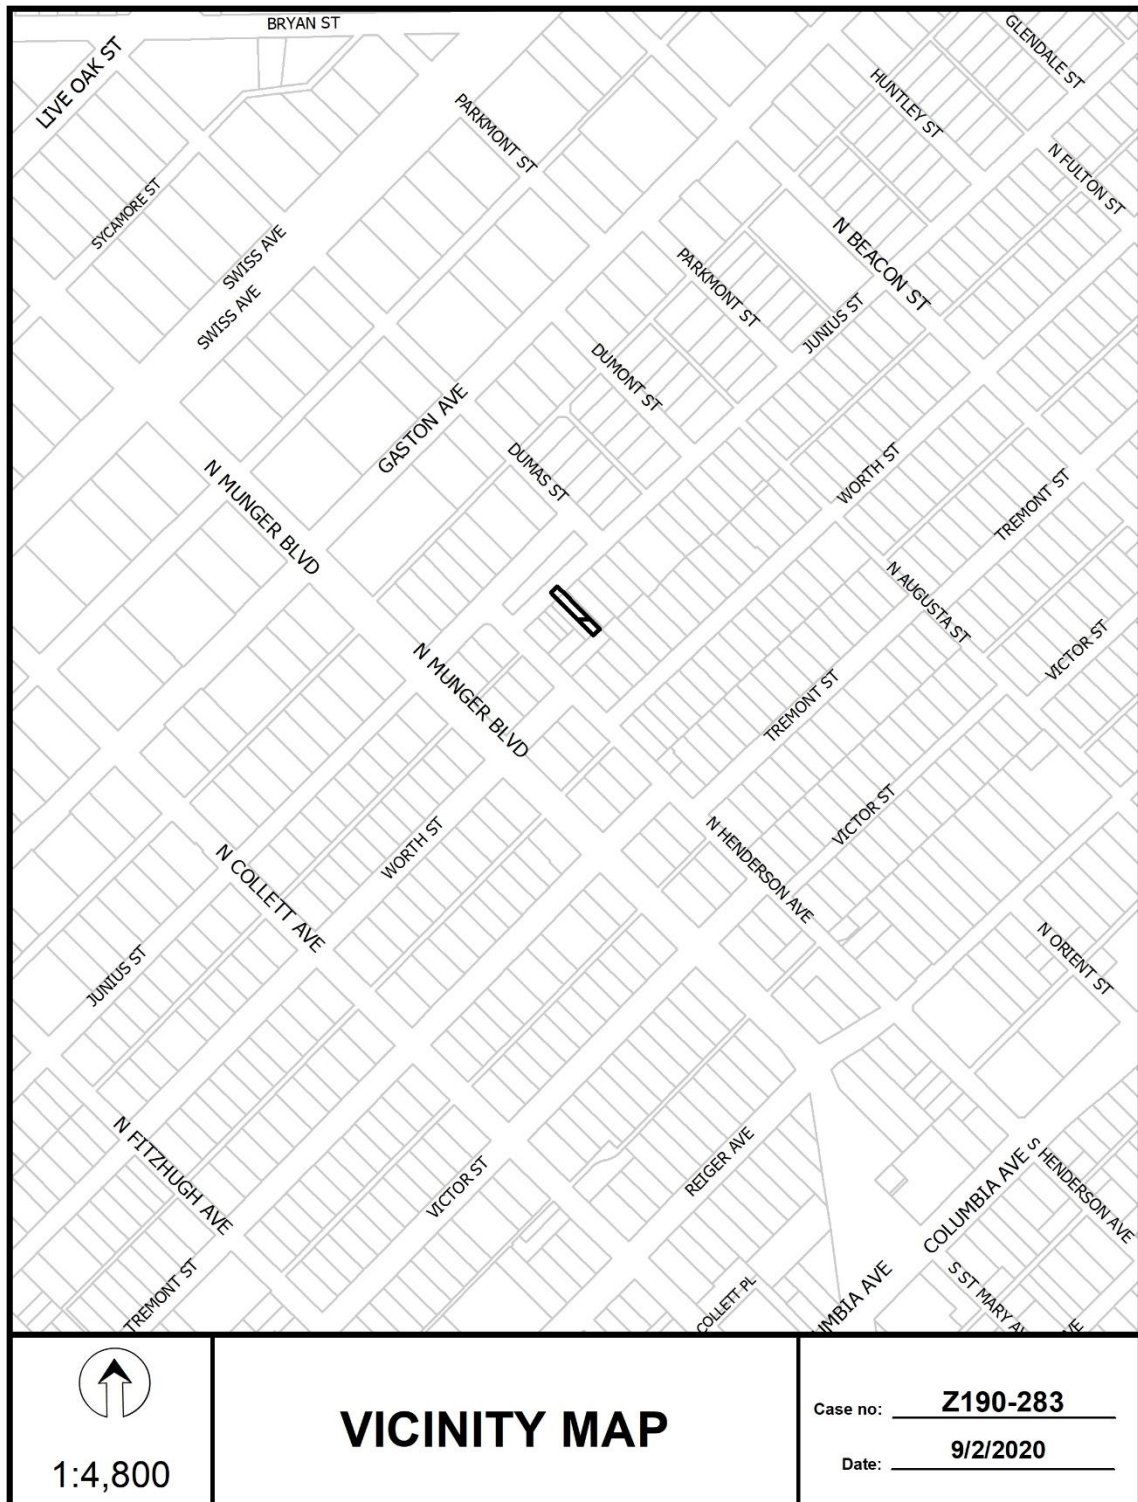 BRYAN ST
GLENDALE ST
LIVE OAK ST
HUNTLEY ST
PARKMONT ST
N FULTON ST
SYCAMORE ST
SWISS AVE
N BEACON ST
SWISS AVE
PARKMONT ST
JUNIUS ST
DUMONT ST
GASTON AVE
DUMAS ST
WORTH ST
N MUNGER BLVD
TREMONT ST
N AUGUSTA ST
VICTOR ST
N MUNGER BLVD
TREMONT ST
VICTOR ST
WORTH ST
N HENDERSON AVE
N COLLETT AVE
N ORIENT ST
JUNIUS ST
N FITZHUGH AVE
REIGER AVE
VICTOR ST
S HENDERSON AVE
COLUMBIA AVE
TREMONT ST
COLLETT PL
UMBIA AVE
S ST MARY AV
VE
1:4,800
VICINITY MAP
Case no: Z190-283
Date: 9/2/2020